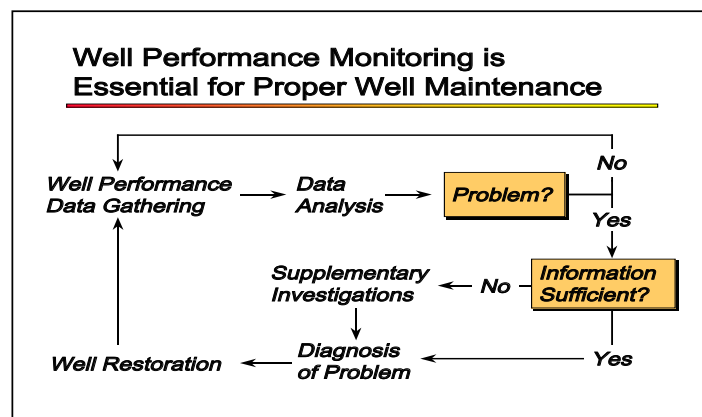 Well Performance Monitoring is
Essential for Proper Well Maintenance
No
Well Performance
Data Gathering
Data
Analysis
Problem?
Yes
Supplementary
Investigations
No
Information
Sufficient?
Well Restoration
Diagnosis
of Problem
Yes